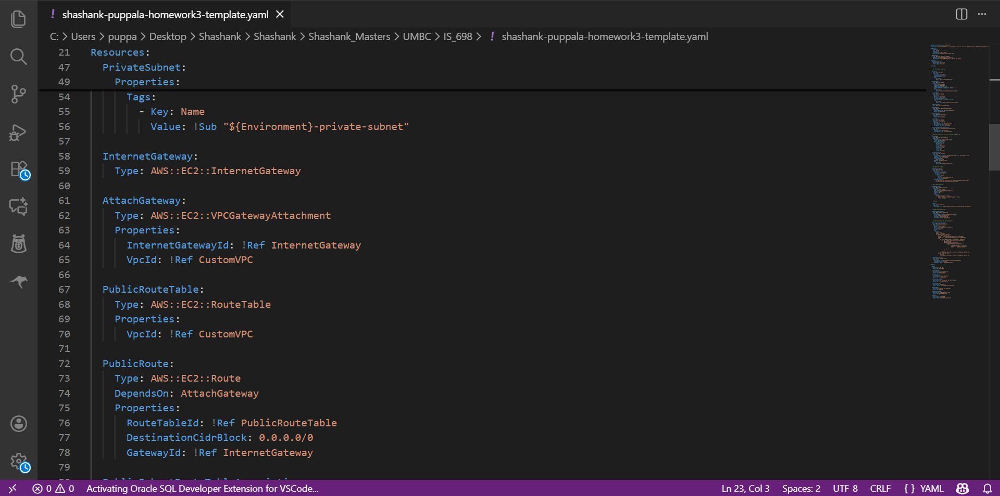 ! shashank-puppala-homework3-template.yaml
C: > Users > puppa > Desktop > Shashank > Shashank > Shashank_Masters > UMBC > IS_698 > ! shashank-puppala-homework3-template.yaml
21 Resources:
47 PrivateSubnet:
49 Properties:
54 Tags:
55 - Key: Name
56 Value: !Sub "${Environment}-private-subnet"
57
58 InternetGateway:
59 Type: AWS::EC2::InternetGateway
60
61 AttachGateway:
62 Type: AWS::EC2::VPCGatewayAttachment
63 Properties:
64 InternetGatewayId: !Ref InternetGateway
65 VpcId: !Ref CustomVPC
66
67 PublicRouteTable:
68 Type: AWS::EC2::RouteTable
69 Properties:
70 VpcId: !Ref CustomVPC
71
72 PublicRoute:
73 Type: AWS::EC2::Route
74 DependsOn: AttachGateway
75 Properties:
76 RouteTableId: !Ref PublicRouteTable
77 DestinationCidrBlock: 0.0.0.0/0
78 GatewayId: !Ref InternetGateway
79
0 0 Activating Oracle SQL Developer Extension for VSCode... Ln 23, Col 3 Spaces: 2 UTF-8 CRLF { } YAML